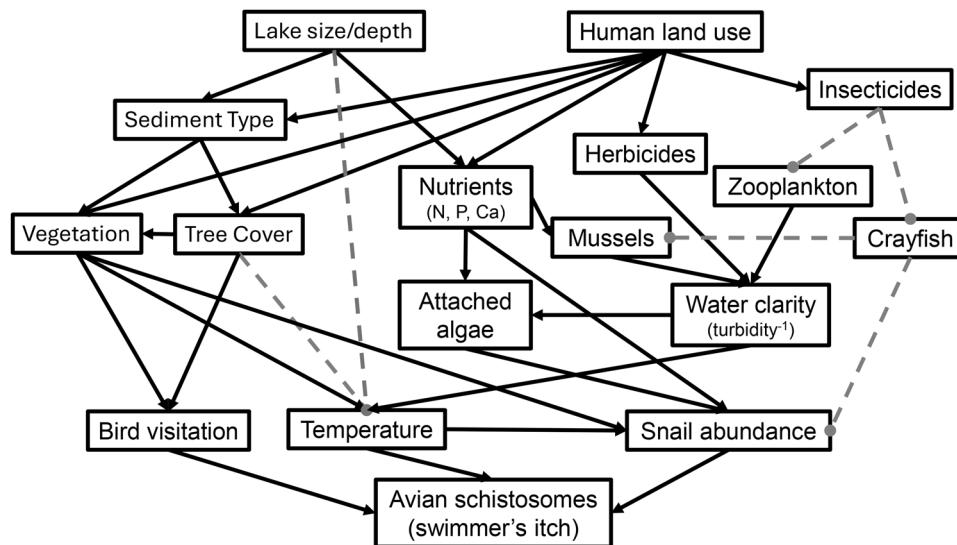 Lake size/depth
Human land use
Insecticides
Sediment Type
Herbicides
Zooplankton
Nutrients
(N, P, Ca)
Vegetation
Tree Cover
Mussels
Crayfish
Attached
algae
Water clarity
(turbidity⁻¹)
Bird visitation
Temperature
Snail abundance
Avian schistosomes
(swimmer's itch)